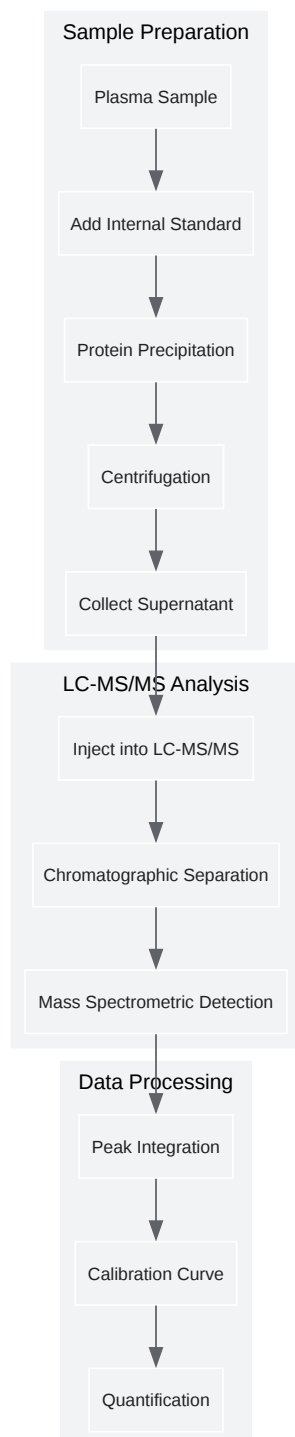 Sample Preparation
Plasma Sample
Add Internal Standard
Protein Precipitation
Centrifugation
Collect Supernatant
LC-MS/MS Analysis
Inject into LC-MS/MS
Chromatographic Separation
Mass Spectrometric Detection
Data Processing
Peak Integration
Calibration Curve
Quantification